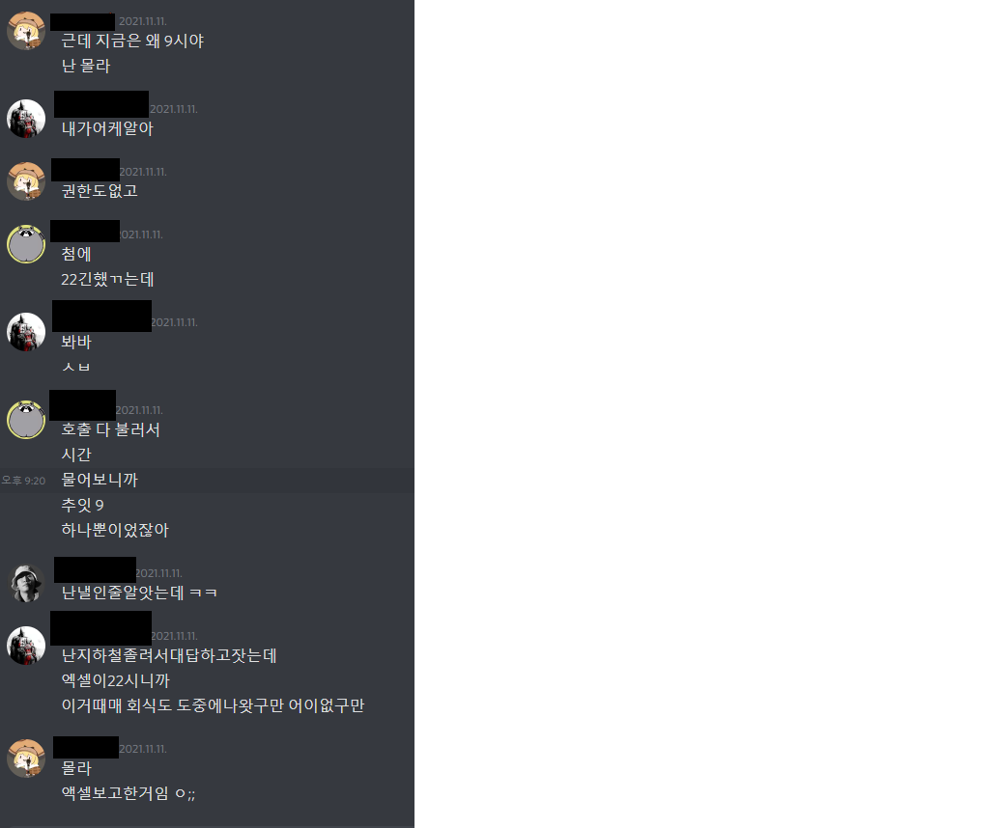 2021.11.11.
근데 지금은 왜 9시야
난 몰라
2021.11.11.
내가어케알아
2021.11.11.
권한도없고
021.11.11.
첨에
22긴했ㄲ는데
2021.11.11.
봐바
ㅅㅂ
2021.11.11.
호출 다 불러서
시간
오후 9:20 물어보니까
추잇 9
하나뿐이었잖아
2021.11.11.
난낼인줄알앗는데 ㅋㅋ
2021.11.11.
난지하철졸려서대답하고잣는데
엑셀이22시니까
이거때매 회식도 도중에나왓구만 어이없구만
2021.11.11.
몰라
액셀보고한거임 ㅇ;;